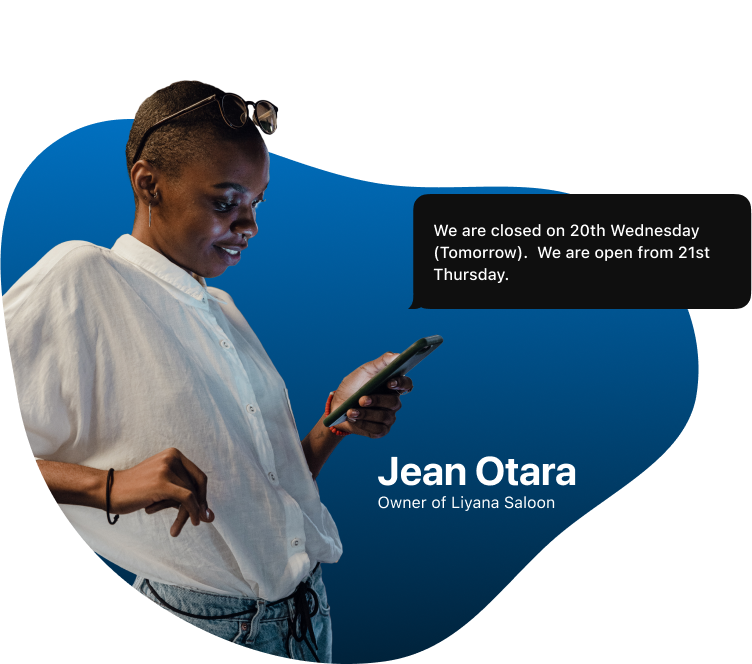 We are closed on 20th Wednesday
(Tomorrow).  We are open from 21st
Thursday.
Jean Otara
Owner of Liyana Saloon